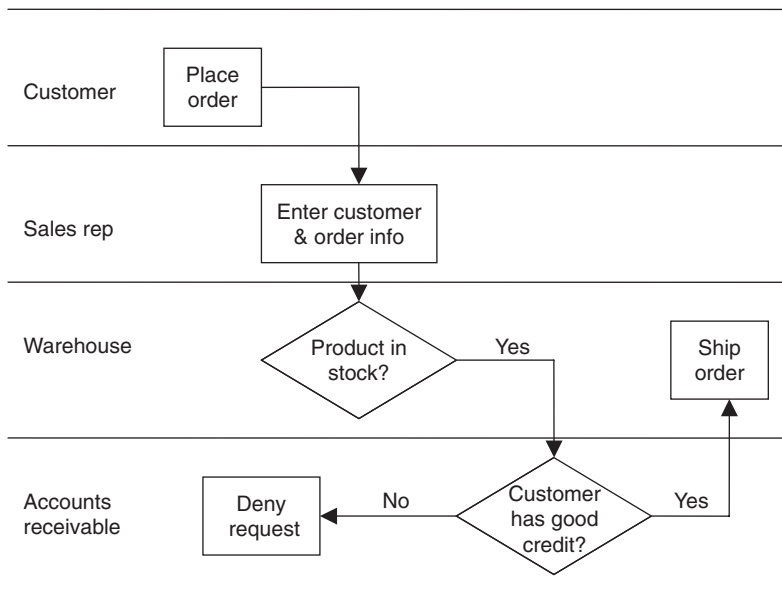 Customer
Place
order
Sales rep
Enter customer
& order info
Warehouse
Product in
stock?
Yes
Ship
order
Accounts
receivable
Deny
request
No
Customer
has good
credit?
Yes